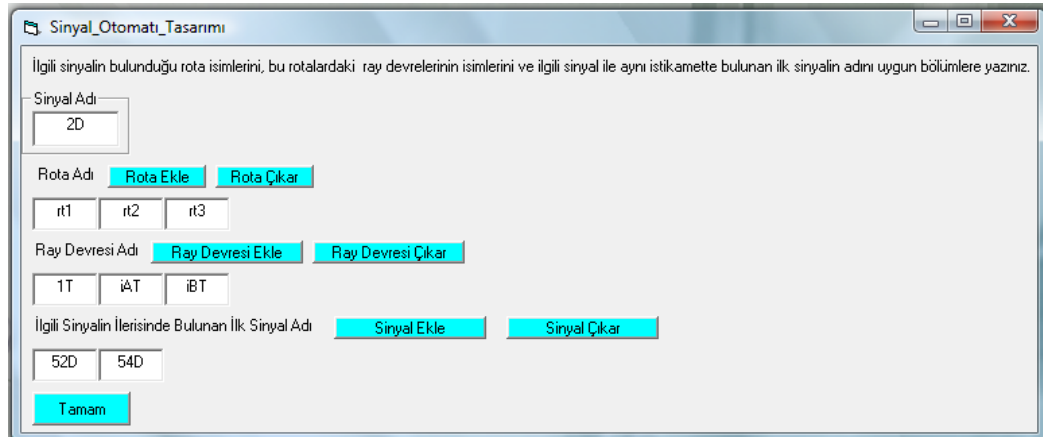 Sinyal_Otomatı_Tasarımı
İlgili sinyalin bulunduğu rota isimlerini, bu rotalardaki ray devrelerinin isimlerini ve ilgili sinyal ile aynı istikamette bulunan ilk sinyalin adını uygun bölümlere yazınız.
Sinyal Adı
2D
Rota Adı Rota Ekle Rota Çıkar
rt1 rt2 rt3
Ray Devresi Adı Ray Devresi Ekle Ray Devresi Çıkar
1T iAT iBT
İlgili Sinyalin İlerisinde Bulunan İlk Sinyal Adı Sinyal Ekle Sinyal Çıkar
52D 54D
Tamam